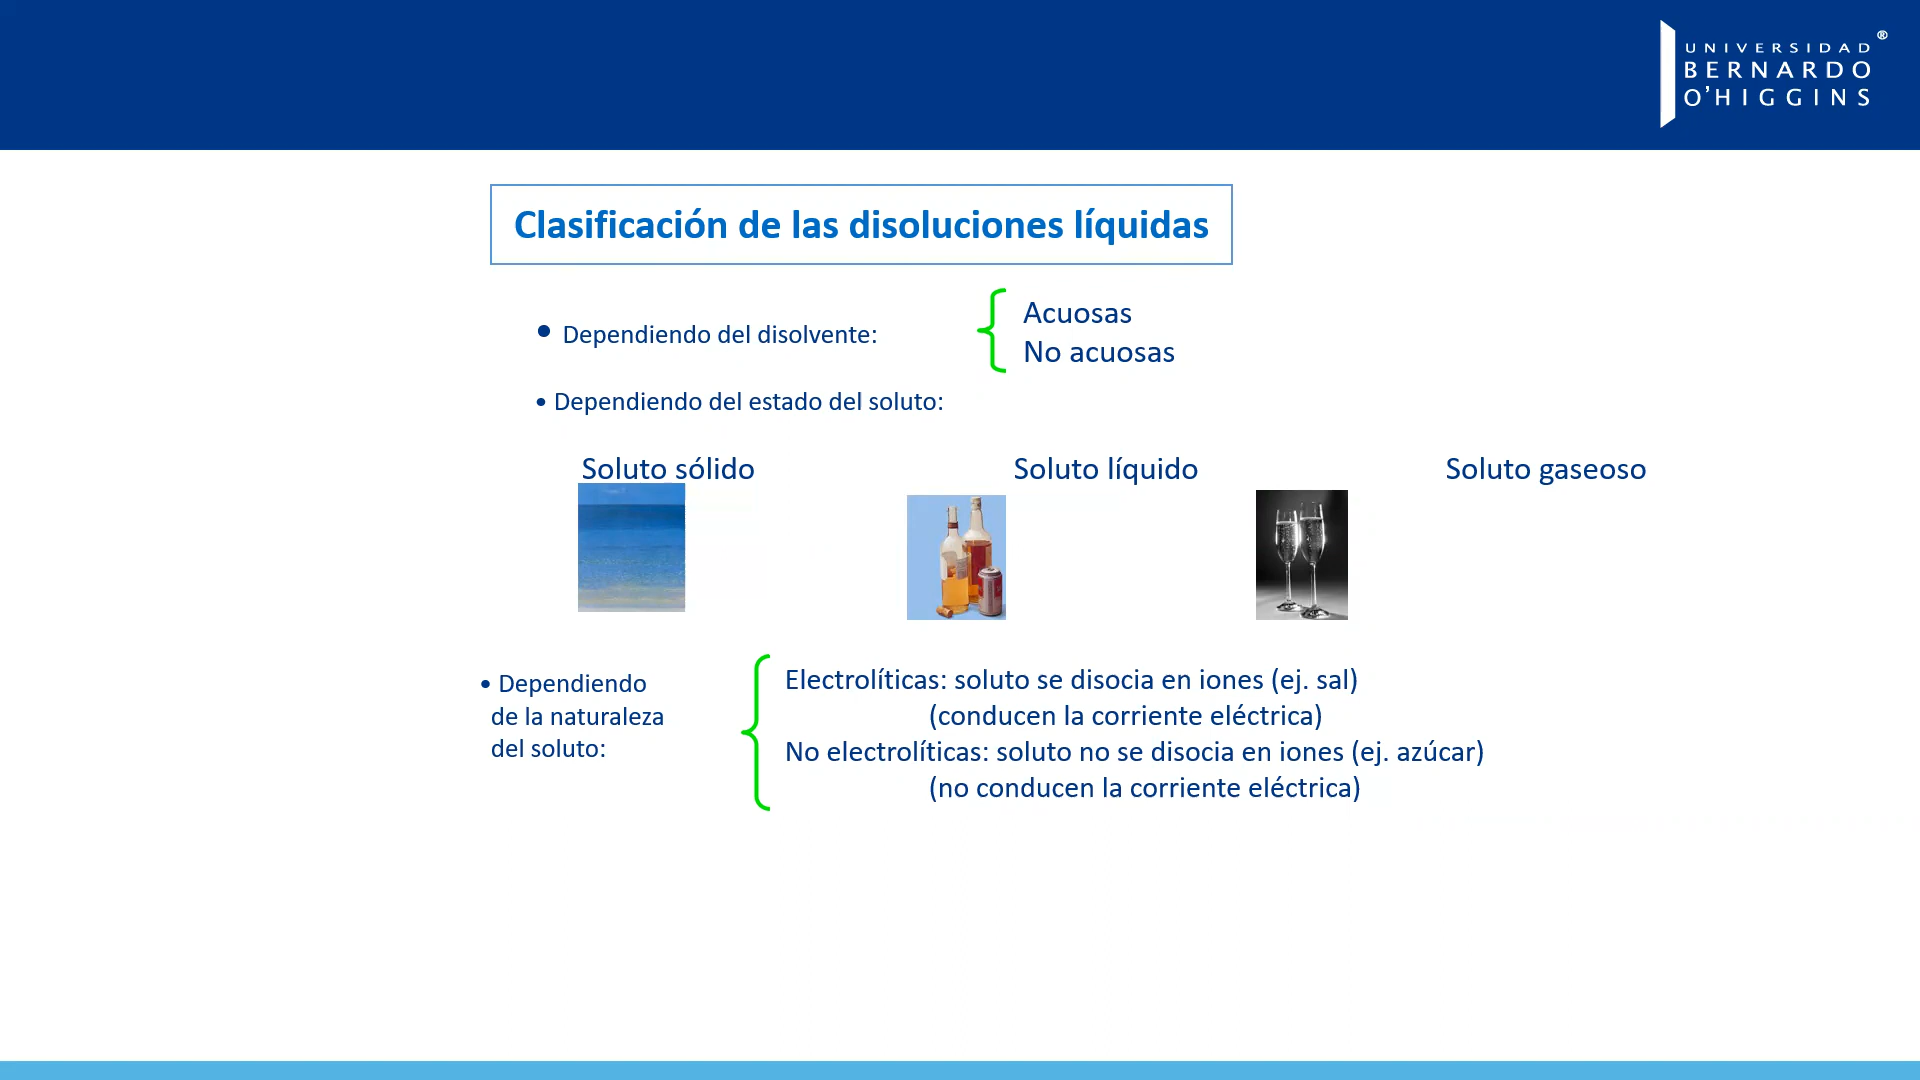 UNIVERSIDAD ®
BERNARDO
O'HIGGINS
Clasificación de las disoluciones líquidas
• Dependiendo del disolvente:
Acuosas
No acuosas
• Dependiendo del estado del soluto:
Soluto sólido
Soluto líquido
Soluto gaseoso
• Dependiendo
de la naturaleza
del soluto:
Electrolíticas: soluto se disocia en iones (ej. sal)
(conducen la corriente eléctrica)
No electrolíticas: soluto no se disocia en iones (ej. azúcar)
(no conducen la corriente eléctrica)